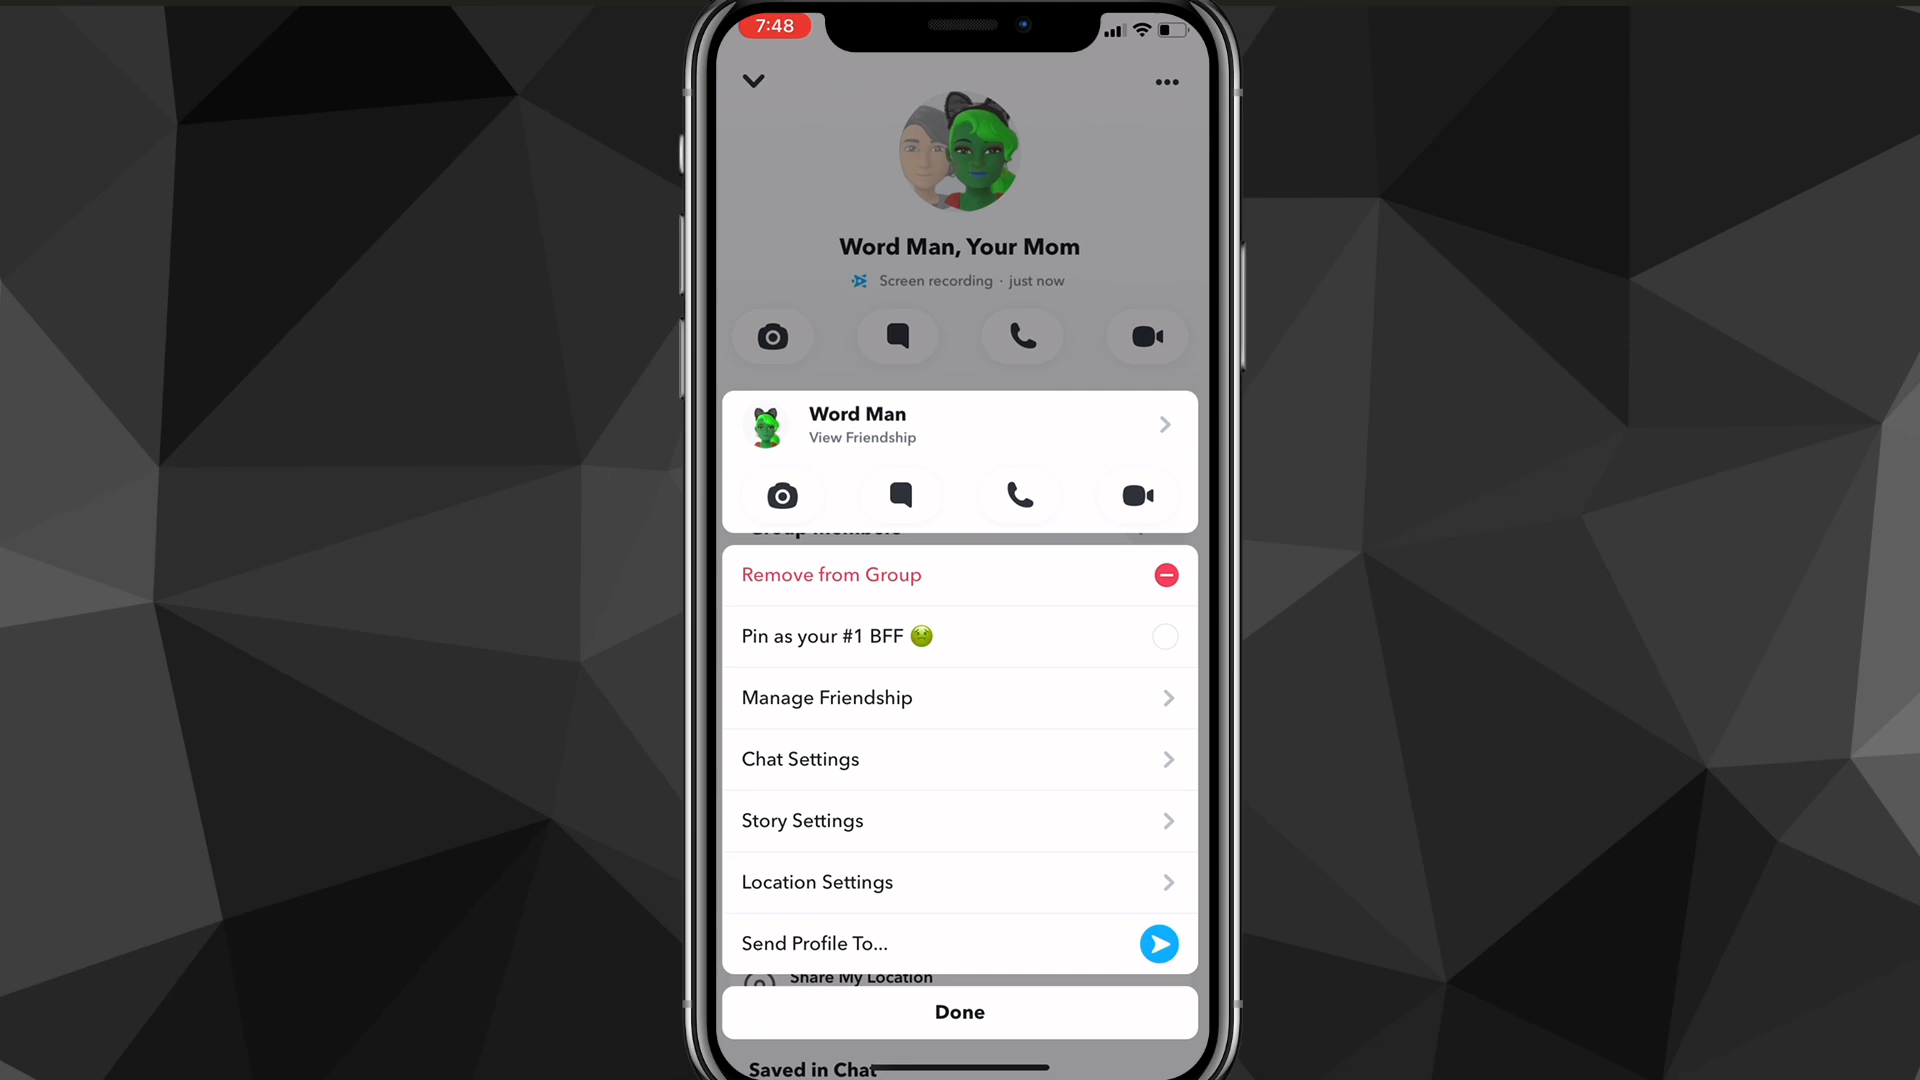 7:48
Word Man, Your Mom
Screen recording · just now
Word Man
View Friendship
Group Members
Remove from Group
Pin as your #1 BFF 🤢
Manage Friendship
Chat Settings
Story Settings
Location Settings
Send Profile To...
Share My Location
Done
Saved in Chat